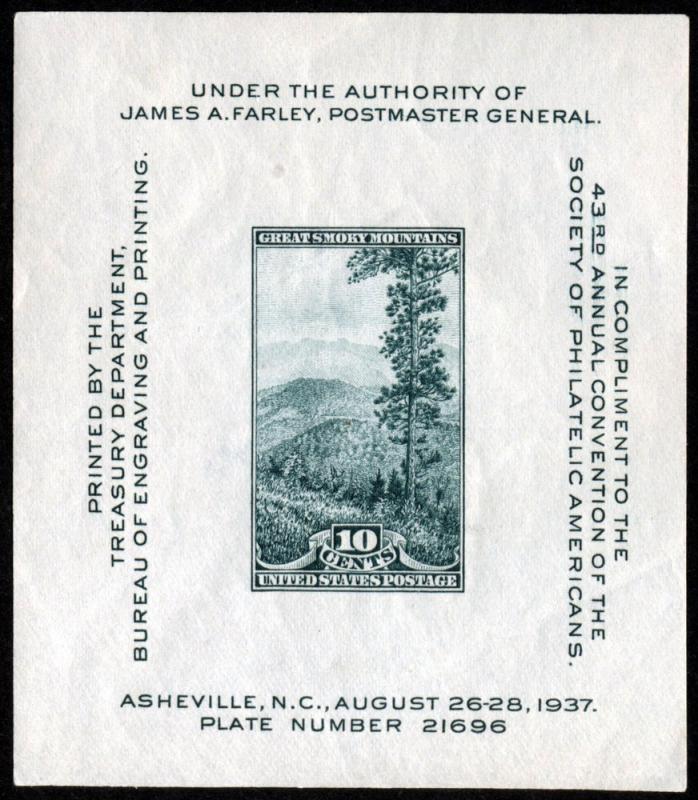 UNDER THE AUTHORITY OF
JAMES A. FARLEY, POSTMASTER GENERAL.
PRINTED BY THE
TREASURY DEPARTMENT,
BUREAU OF ENGRAVING AND PRINTING.
GREAT SMOKY MOUNTAINS
10
CENTS
UNITED STATES POSTAGE
IN COMPLIMENT TO THE
43RD ANNUAL CONVENTION OF THE
SOCIETY OF PHILATELIC AMERICANS.
ASHEVILLE, N.C., AUGUST 26-28, 1937.
PLATE NUMBER 21696